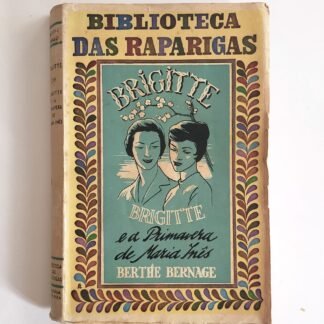 BIBLIOTECA
DAS RAPARIGAS
BRIGITTE
BRIGITTE
e a Primavera
de Maria Inês
BERTHE BERNAGE